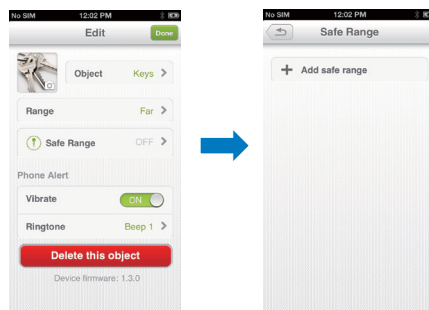 No SIM 12:02 PM
Edit Done
Object Keys
Range Far
Safe Range OFF
Phone Alert
Vibrate ON
Ringtone Beep 1
Delete this object
Device firmware: 1.3.0
No SIM 12:02 PM
Safe Range
+ Add safe range